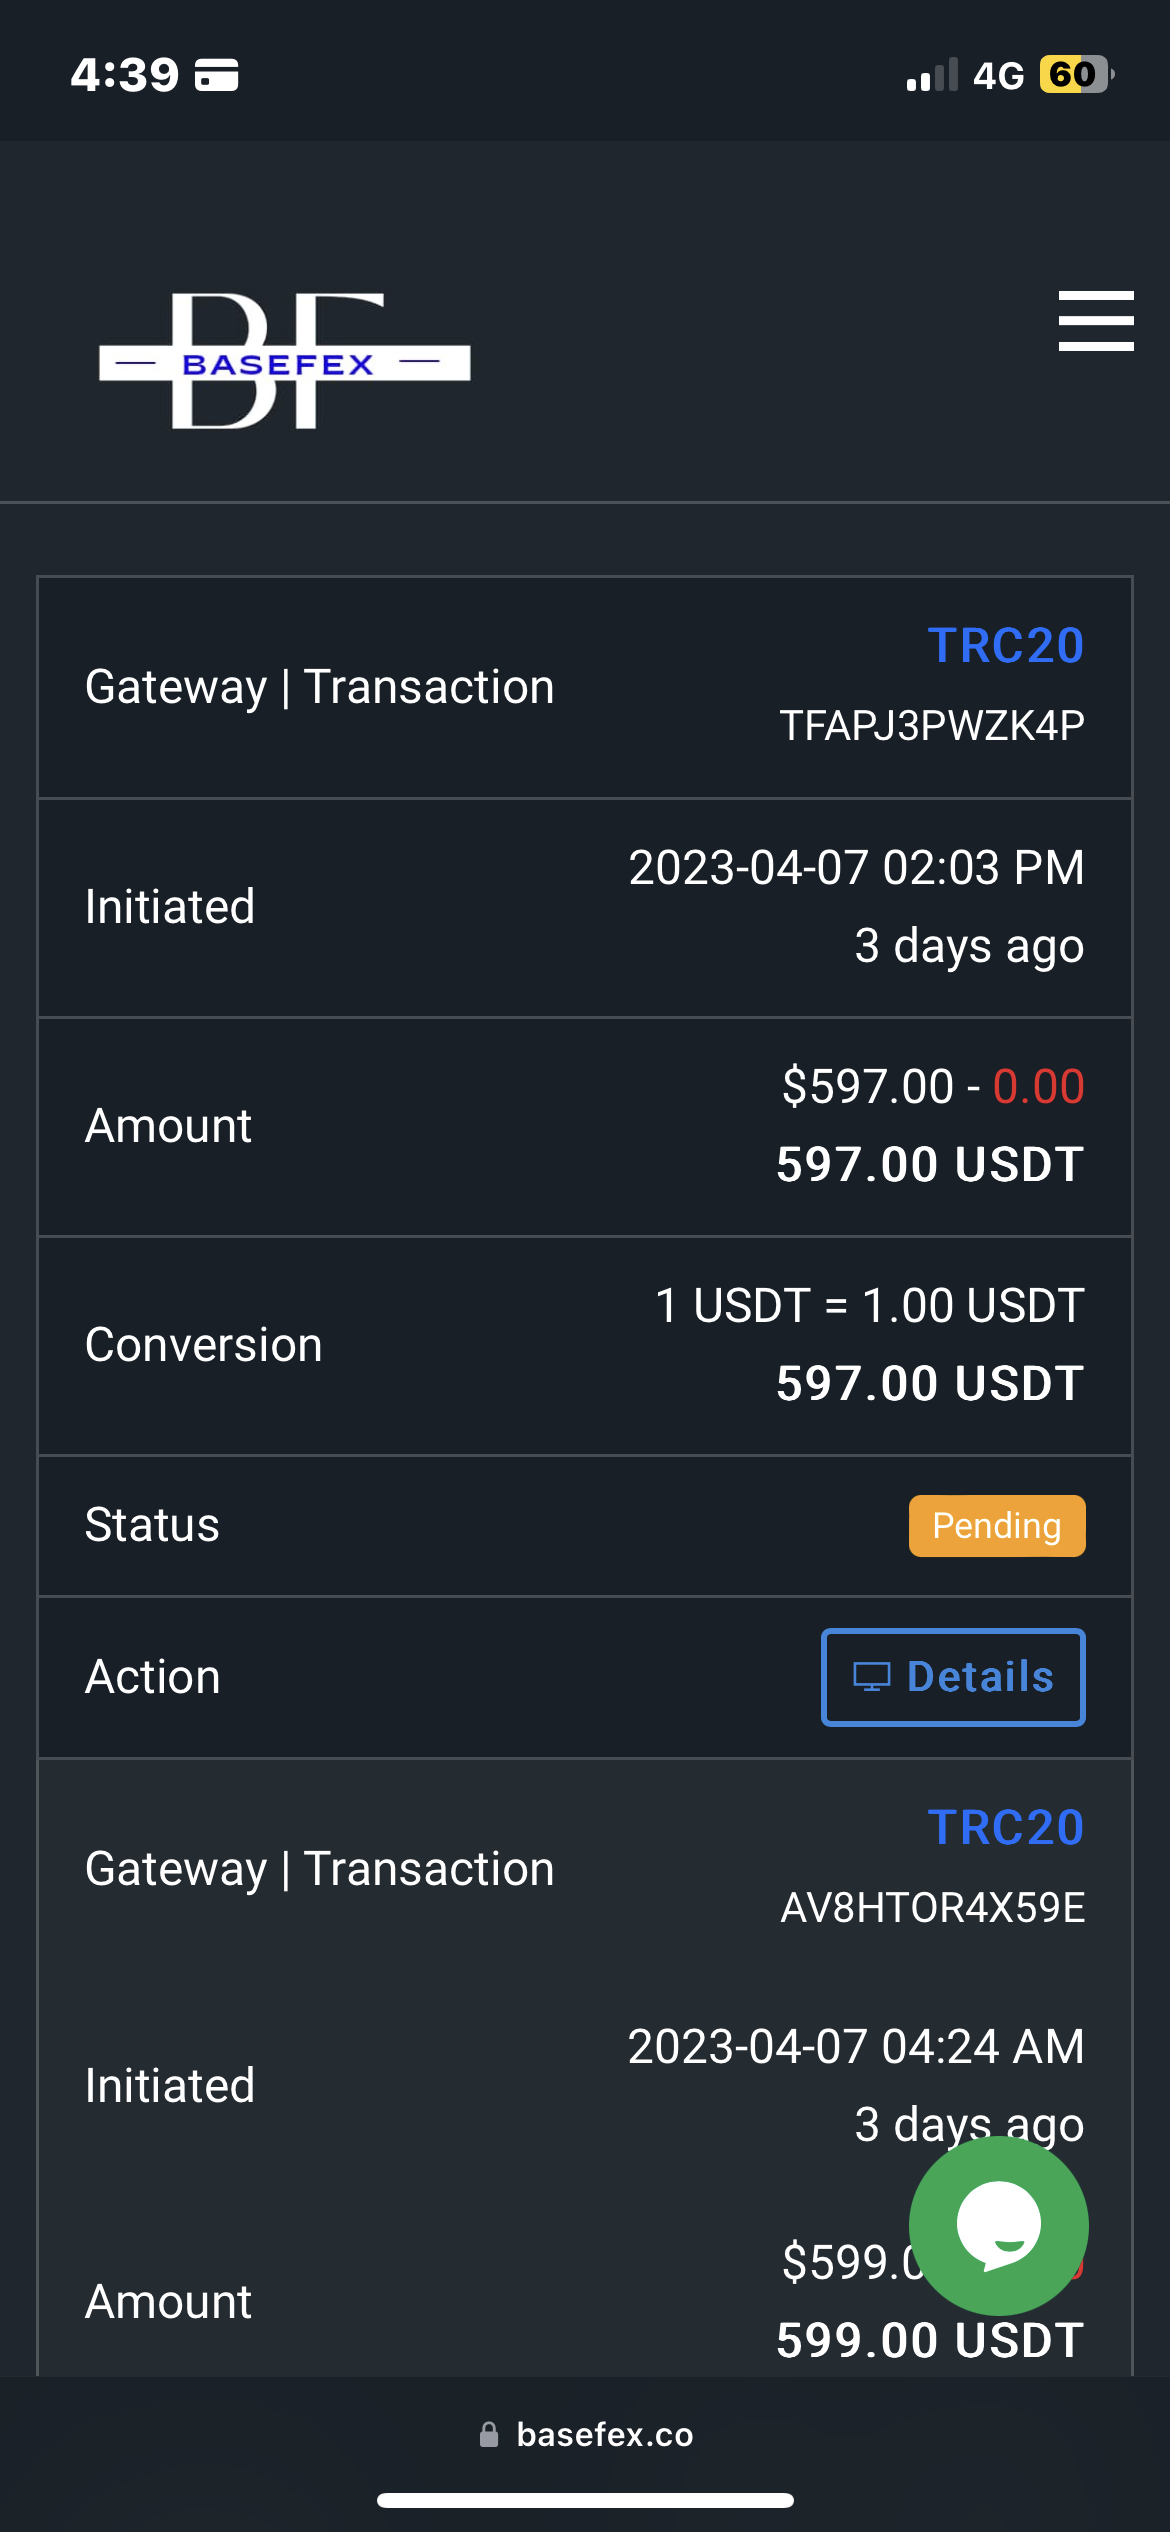 4:39
4G 60
BASEFEX
Gateway | Transaction
TRC20
TFAPJ3PWZK4P
Initiated
2023-04-07 02:03 PM
3 days ago
Amount
$597.00 - 0.00
597.00 USDT
Conversion
1 USDT = 1.00 USDT
597.00 USDT
Status
Pending
Action
Details
Gateway | Transaction
TRC20
AV8HTOR4X59E
Initiated
2023-04-07 04:24 AM
3 days ago
Amount
599.00 USDT
basefex.co